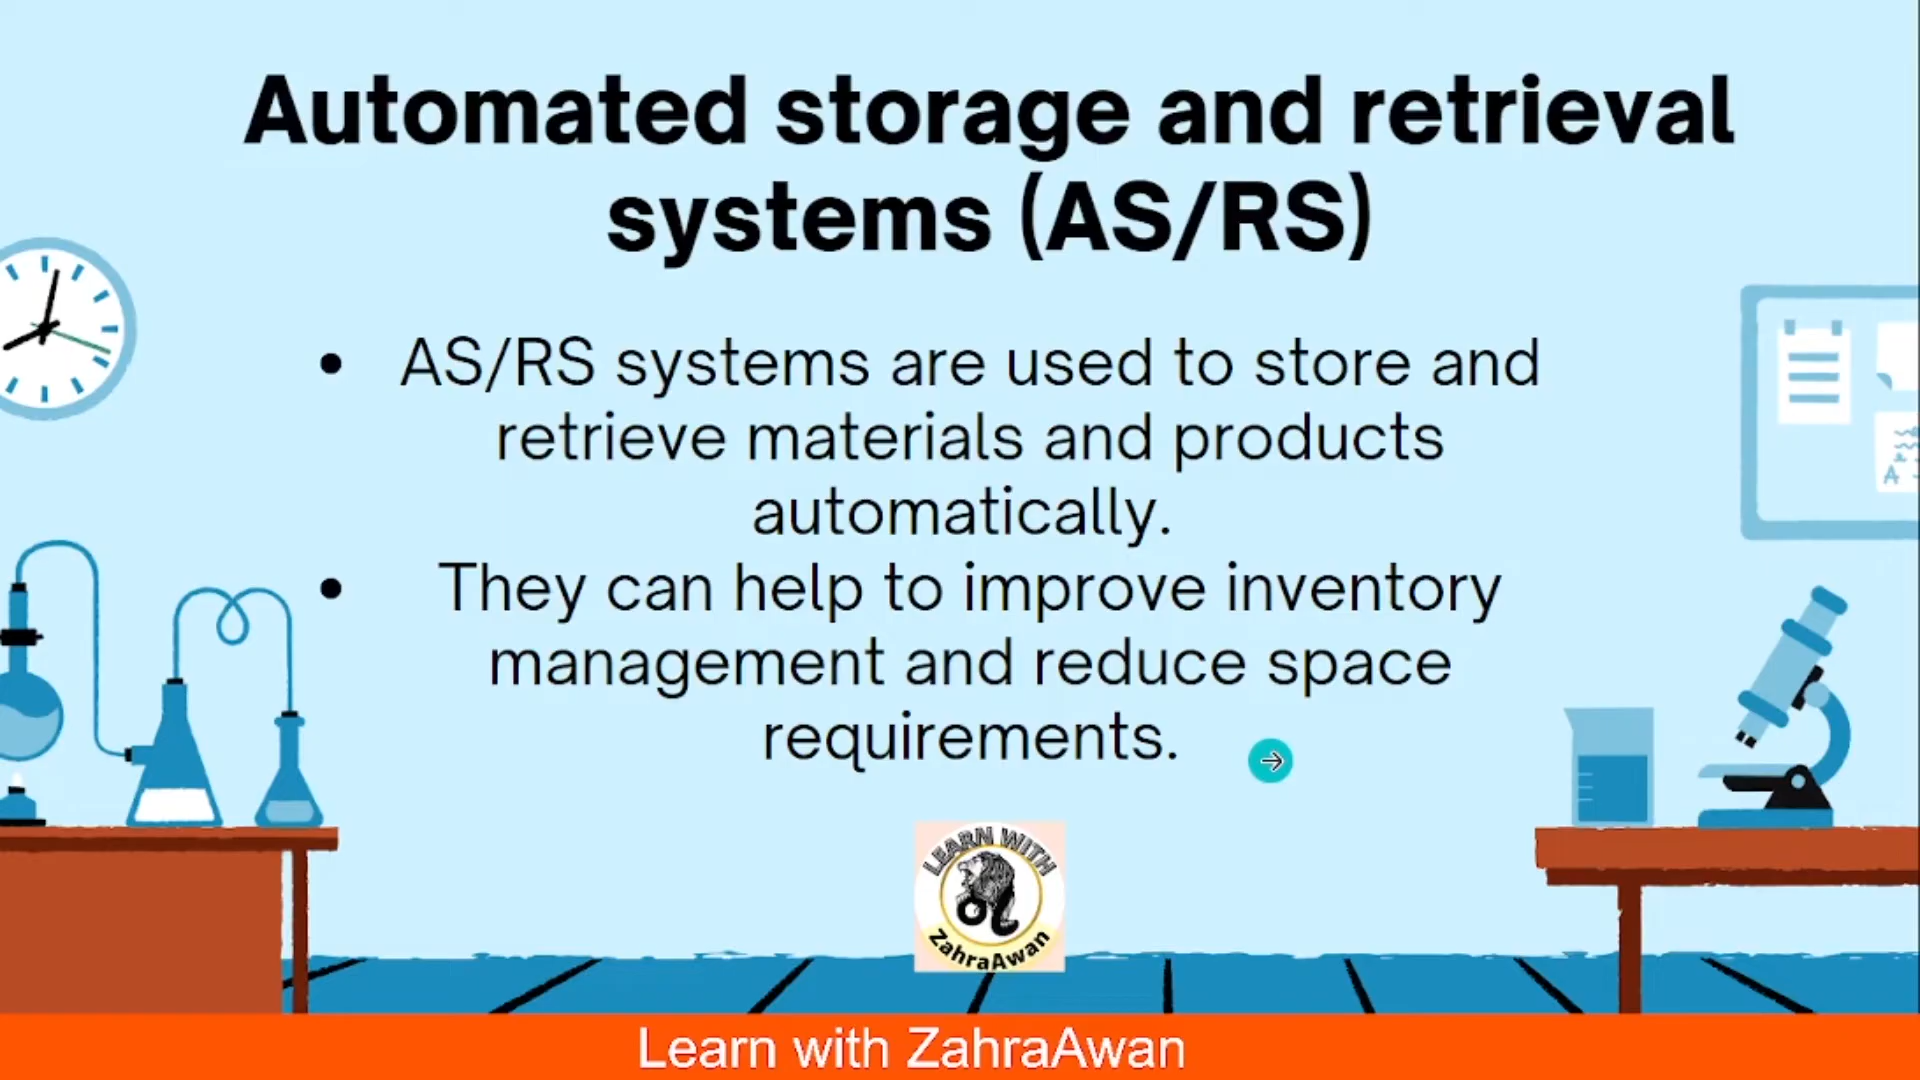 Automated storage and retrieval
systems (AS/RS)
• AS/RS systems are used to store and
retrieve materials and products
automatically.
• They can help to improve inventory
management and reduce space
requirements.
A
LEARN WITH
ZahraAwan
Learn with ZahraAwan